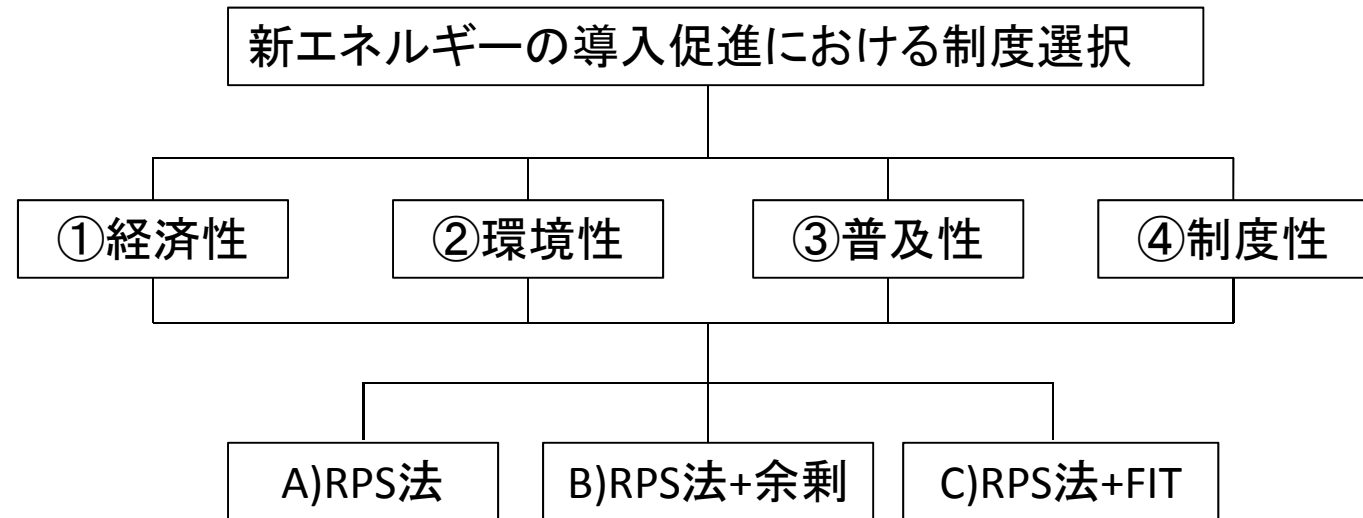 新エネルギーの導入促進における制度選択
①経済性
②環境性
③普及性
④制度性
A)RPS法
B)RPS法+余剰
C)RPS法+FIT